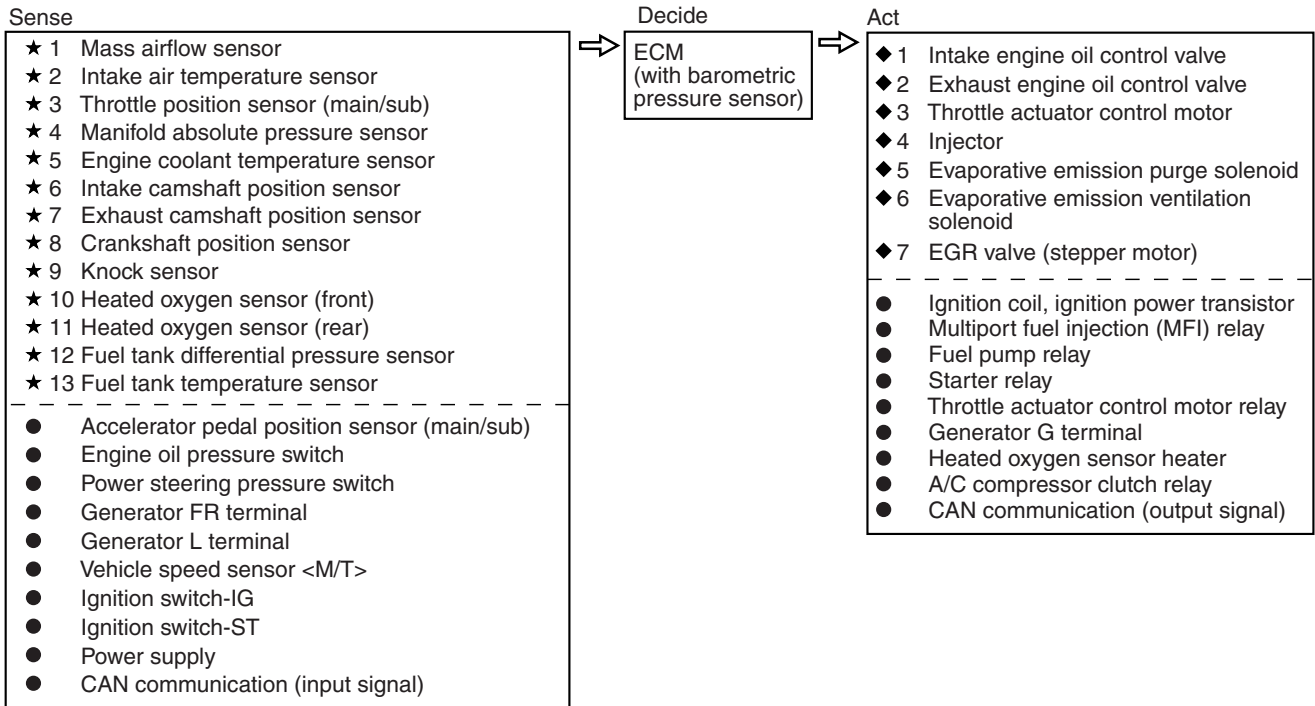 Sense
★ 1 Mass airflow sensor
★ 2 Intake air temperature sensor
★ 3 Throttle position sensor (main/sub)
★ 4 Manifold absolute pressure sensor
★ 5 Engine coolant temperature sensor
★ 6 Intake camshaft position sensor
★ 7 Exhaust camshaft position sensor
★ 8 Crankshaft position sensor
★ 9 Knock sensor
★ 10 Heated oxygen sensor (front)
★ 11 Heated oxygen sensor (rear)
★ 12 Fuel tank differential pressure sensor
★ 13 Fuel tank temperature sensor
● Accelerator pedal position sensor (main/sub)
● Engine oil pressure switch
● Power steering pressure switch
● Generator FR terminal
● Generator L terminal
● Vehicle speed sensor <M/T>
● Ignition switch-IG
● Ignition switch-ST
● Power supply
● CAN communication (input signal)
Decide
ECM
(with barometric
pressure sensor)
Act
◆ 1 Intake engine oil control valve
◆ 2 Exhaust engine oil control valve
◆ 3 Throttle actuator control motor
◆ 4 Injector
◆ 5 Evaporative emission purge solenoid
◆ 6 Evaporative emission ventilation
solenoid
◆ 7 EGR valve (stepper motor)
● Ignition coil, ignition power transistor
● Multiport fuel injection (MFI) relay
● Fuel pump relay
● Starter relay
● Throttle actuator control motor relay
● Generator G terminal
● Heated oxygen sensor heater
● A/C compressor clutch relay
● CAN communication (output signal)